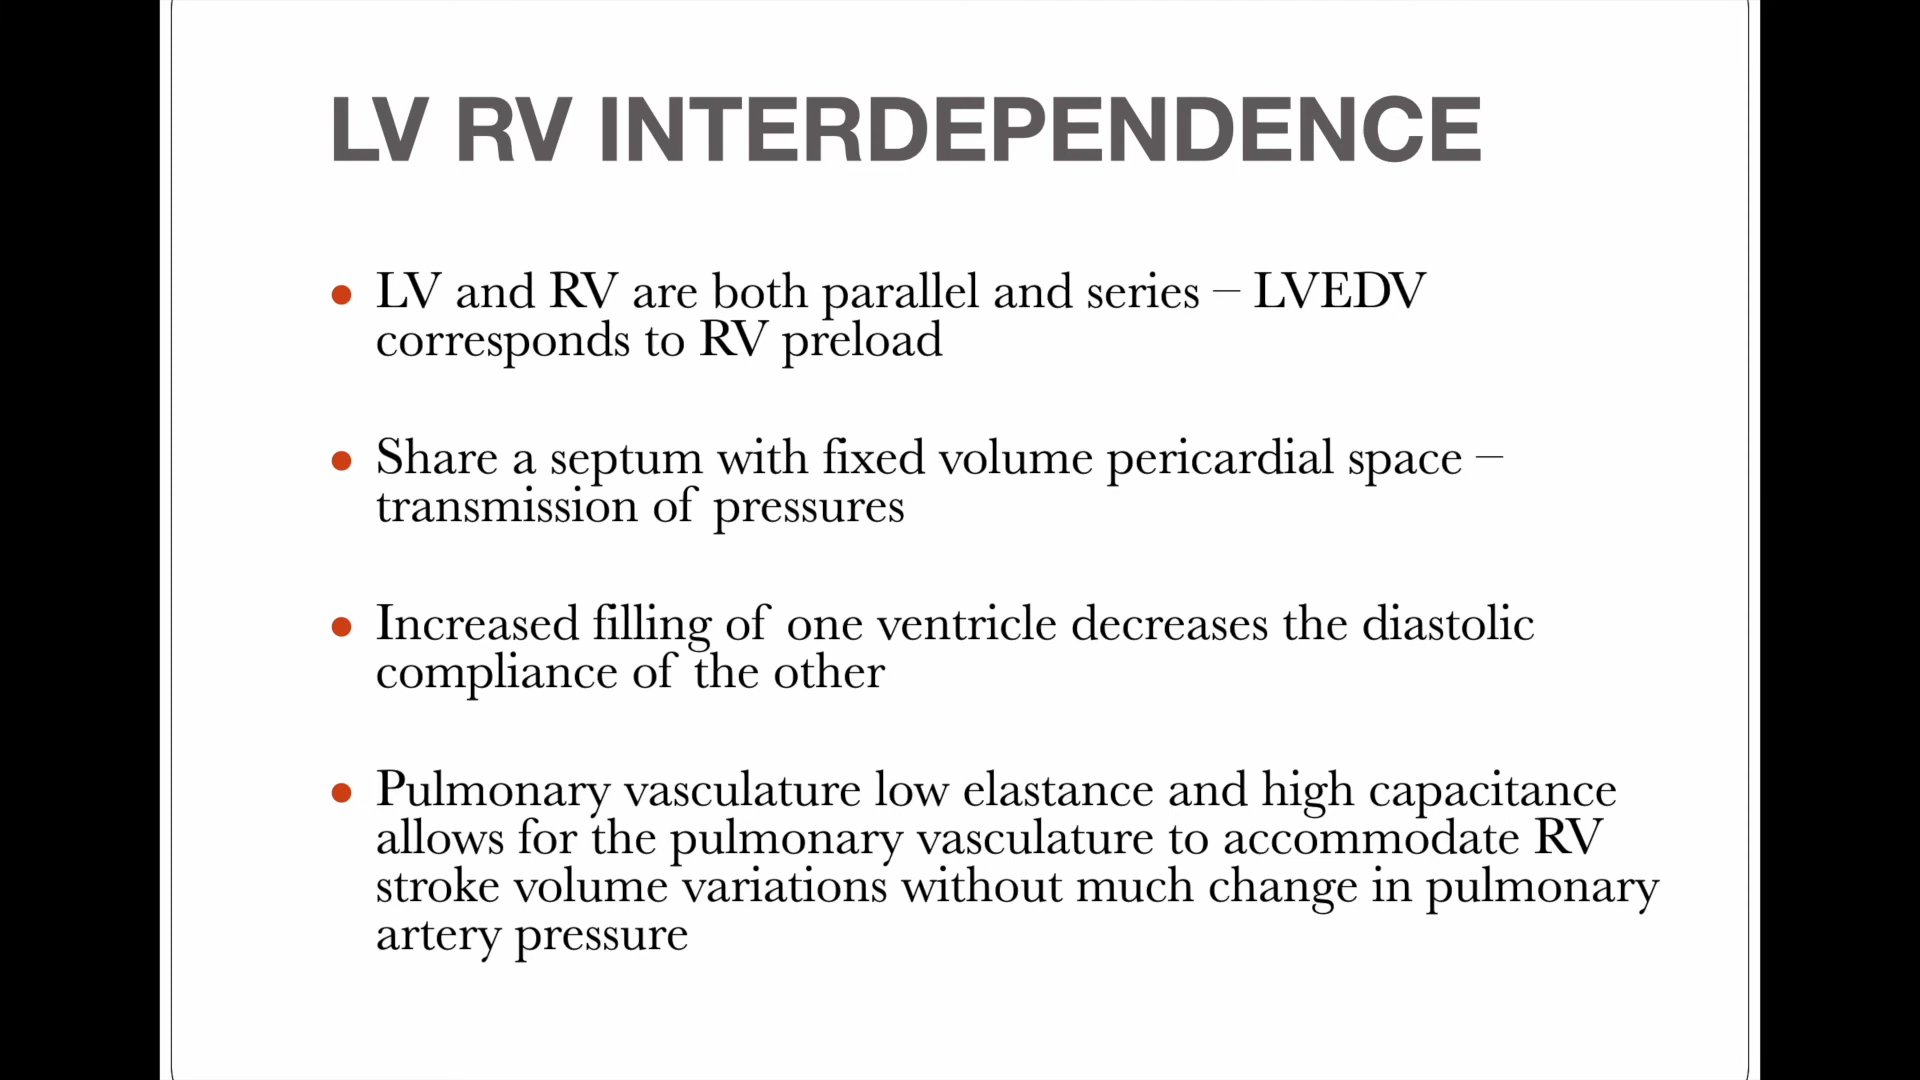 LV RV INTERDEPENDENCE
• LV and RV are both parallel and series – LVEDV
corresponds to RV preload
• Share a septum with fixed volume pericardial space –
transmission of pressures
• Increased filling of one ventricle decreases the diastolic
compliance of the other
• Pulmonary vasculature low elastance and high capacitance
allows for the pulmonary vasculature to accommodate RV
stroke volume variations without much change in pulmonary
artery pressure